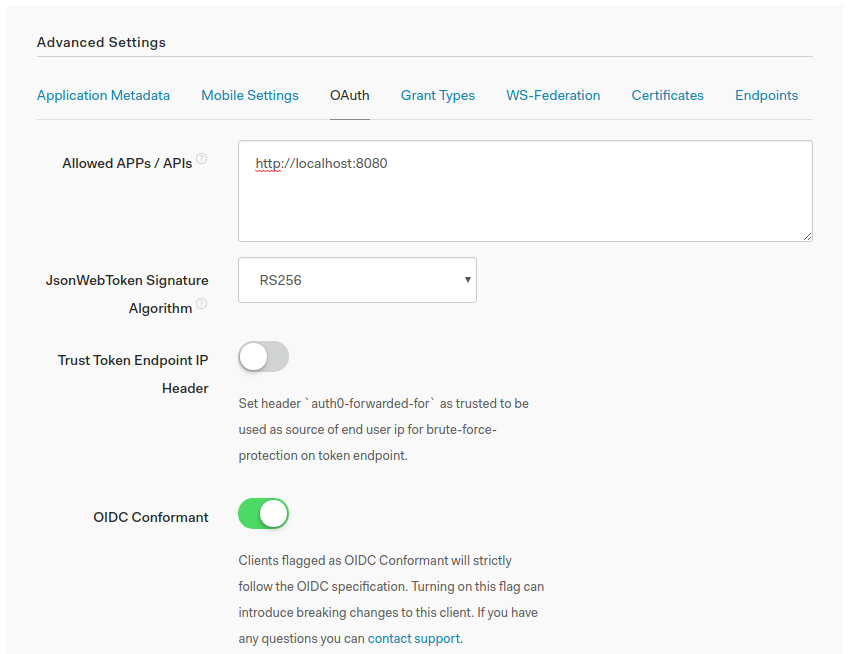 Advanced Settings
Application Metadata Mobile Settings OAuth Grant Types WS-Federation Certificates Endpoints
Allowed APPs / APIs ?
http://localhost:8080
JsonWebToken Signature
Algorithm ?
RS256
Trust Token Endpoint IP
Header
Set header `auth0-forwarded-for` as trusted to be
used as source of end user ip for brute-force-
protection on token endpoint.
OIDC Conformant
Clients flagged as OIDC Conformant will strictly
follow the OIDC specification. Turning on this flag can
introduce breaking changes to this client. If you have
any questions you can contact support.